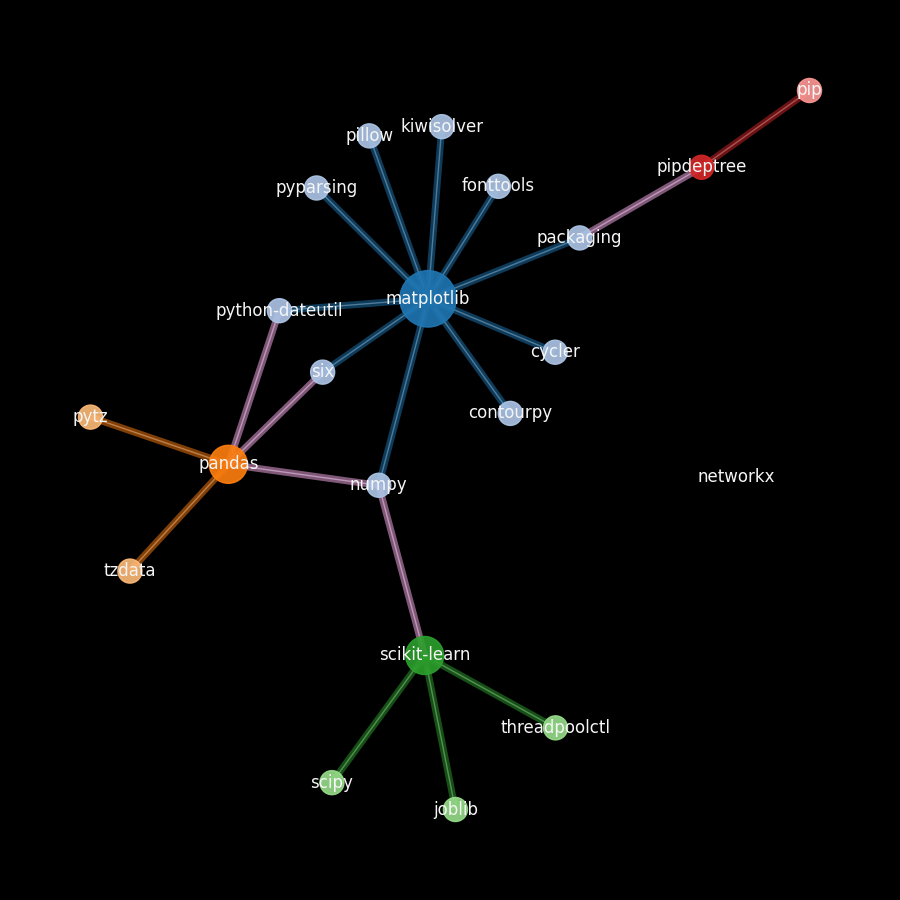 pip
kiwisolver
pillow
pipdeptree
fonttools
pyparsing
packaging
matplotlib
python-dateutil
cycler
six
contourpy
pytz
pandas
networkx
numpy
tzdata
scikit-learn
threadpoolctl
scipy
joblib